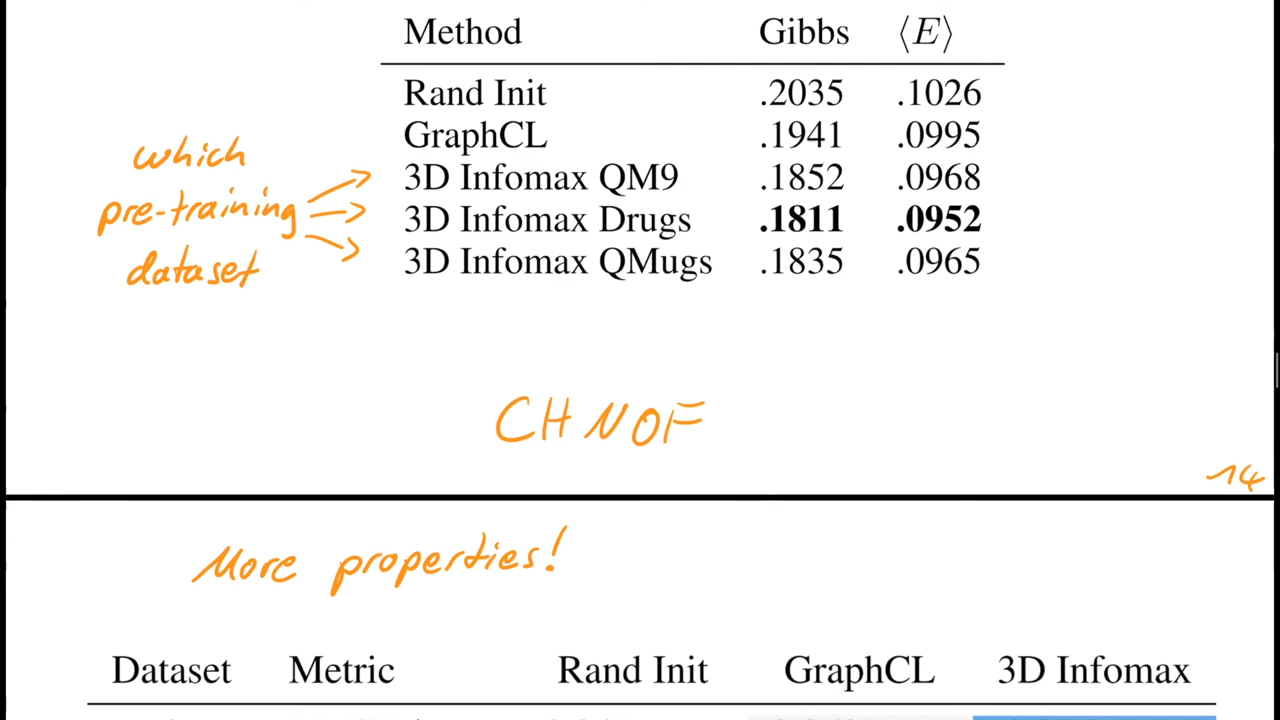 Method Gibbs ⟨E⟩
Rand Init .2035 .1026
GraphCL .1941 .0995
3D Infomax QM9 .1852 .0968
3D Infomax Drugs .1811 .0952
3D Infomax QMugs .1835 .0965
which
pre-training
dataset
CHNOF
14
More properties!
Dataset Metric Rand Init GraphCL 3D Infomax